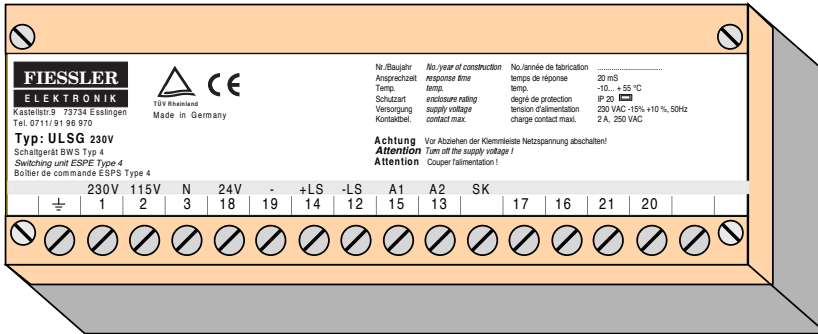 FIESSLER
ELEKTRONIK
Kastellstr.9 73734 Esslingen
Tel. 0711/ 91 96 970
Typ: ULSG 230V
Schaltgerät BWS Typ 4
Switching unit ESPE Type 4
Boîtier de commande ESPS Type 4
TÜV Rheinland
CE
Made in Germany
Nr./Baujahr No./year of construction No./année de fabrication ................................
Ansprechzeit response time temps de réponse 20 mS
Temp. temp. temp. -10... + 55 °C
Schutzart enclosure rating degré de protection IP 20
Versorgung supply voltage tension d'alimentation 230 VAC -15% +10 %, 50Hz
Kontaktbel. contact max. charge contact maxi. 2 A, 250 VAC
Achtung Vor Abziehen der Klemmleiste Netzspannung abschalten!
Attention Turn off the supply voltage !
Attention Couper l'alimentation !
230V 115V N 24V - +LS -LS A1 A2 SK
1 2 3 18 19 14 12 15 13 17 16 21 20